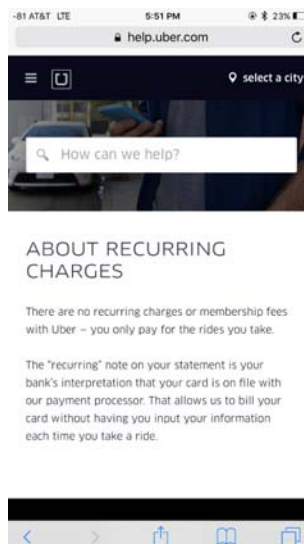 -81 AT&T LTE 5:51 PM 23%
help.uber.com
select a city
How can we help?
ABOUT RECURRING
CHARGES
There are no recurring charges or membership fees
with Uber – you only pay for the rides you take.
The "recurring" note on your statement is your
bank's interpretation that your card is on file with
our payment processor. That allows us to bill your
card without having you input your information
each time you take a ride.